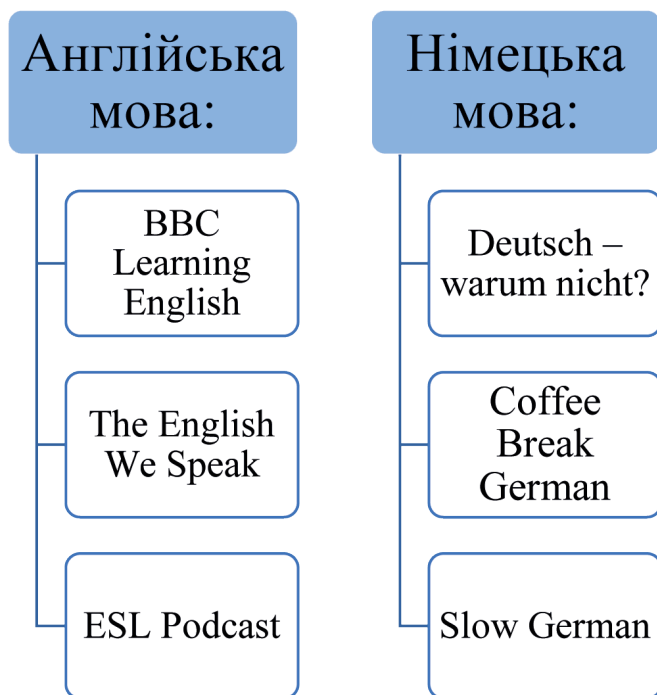 Англійська
мова:
BBC
Learning
English
The English
We Speak
ESL Podcast
Німецька
мова:
Deutsch –
warum nicht?
Coffee
Break
German
Slow German